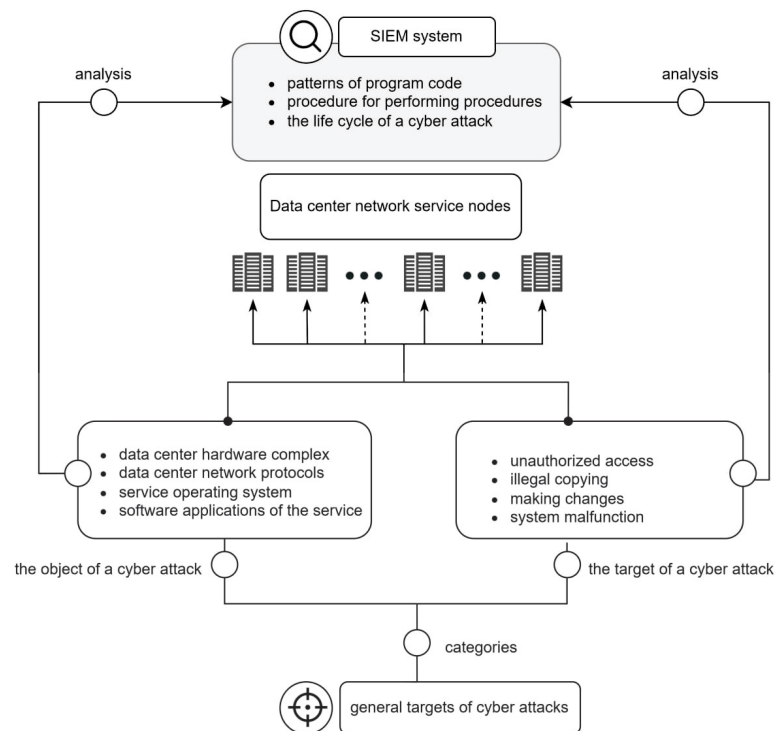 SIEM system
analysis
analysis
• patterns of program code
• procedure for performing procedures
• the life cycle of a cyber attack
Data center network service nodes
• data center hardware complex
• data center network protocols
• service operating system
• software applications of the service
• unauthorized access
• illegal copying
• making changes
• system malfunction
the object of a cyber attack
the target of a cyber attack
categories
general targets of cyber attacks